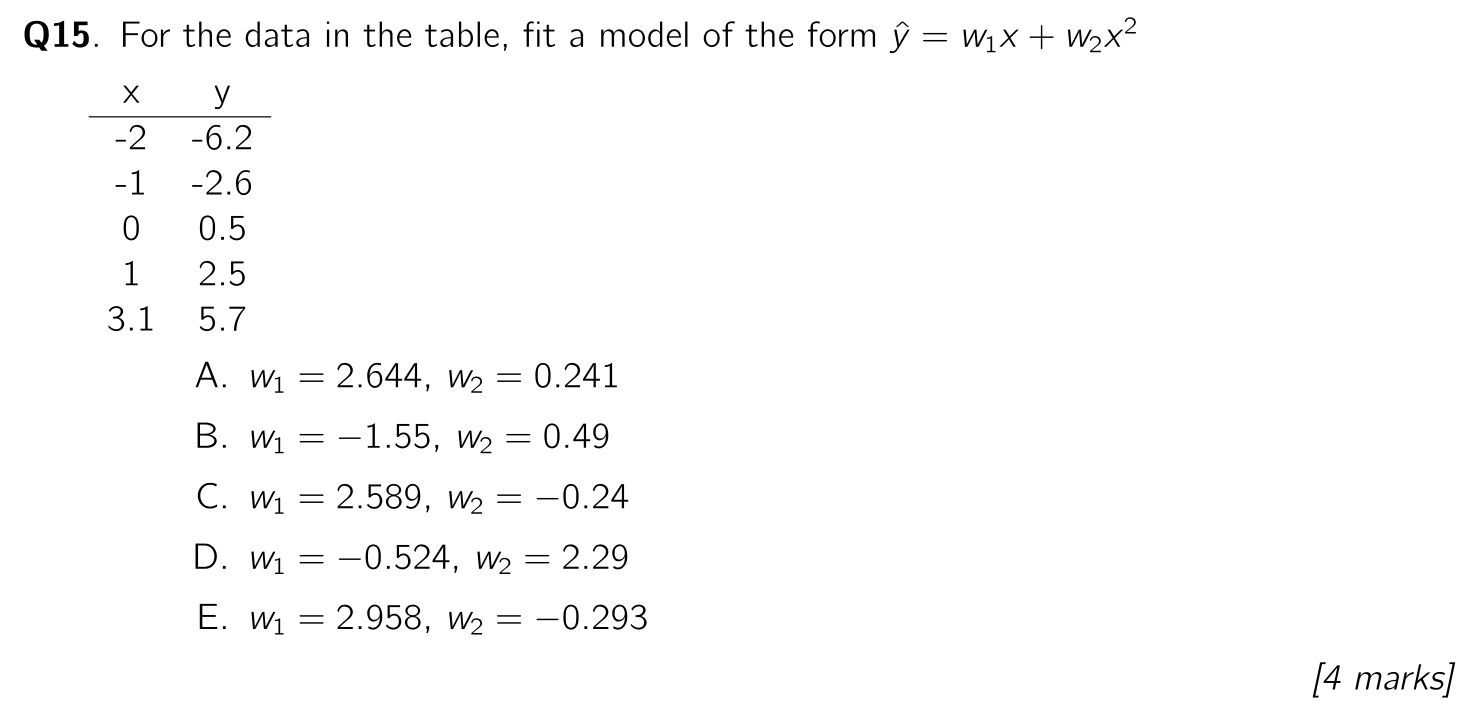 Q15. For the data in the table, fit a model of the form ŷ = w₁x + w₂x²
x y
-2 -6.2
-1 -2.6
0 0.5
1 2.5
3.1 5.7
A. w₁ = 2.644, w₂ = 0.241
B. w₁ = −1.55, w₂ = 0.49
C. w₁ = 2.589, w₂ = −0.24
D. w₁ = −0.524, w₂ = 2.29
E. w₁ = 2.958, w₂ = −0.293
[4 marks]